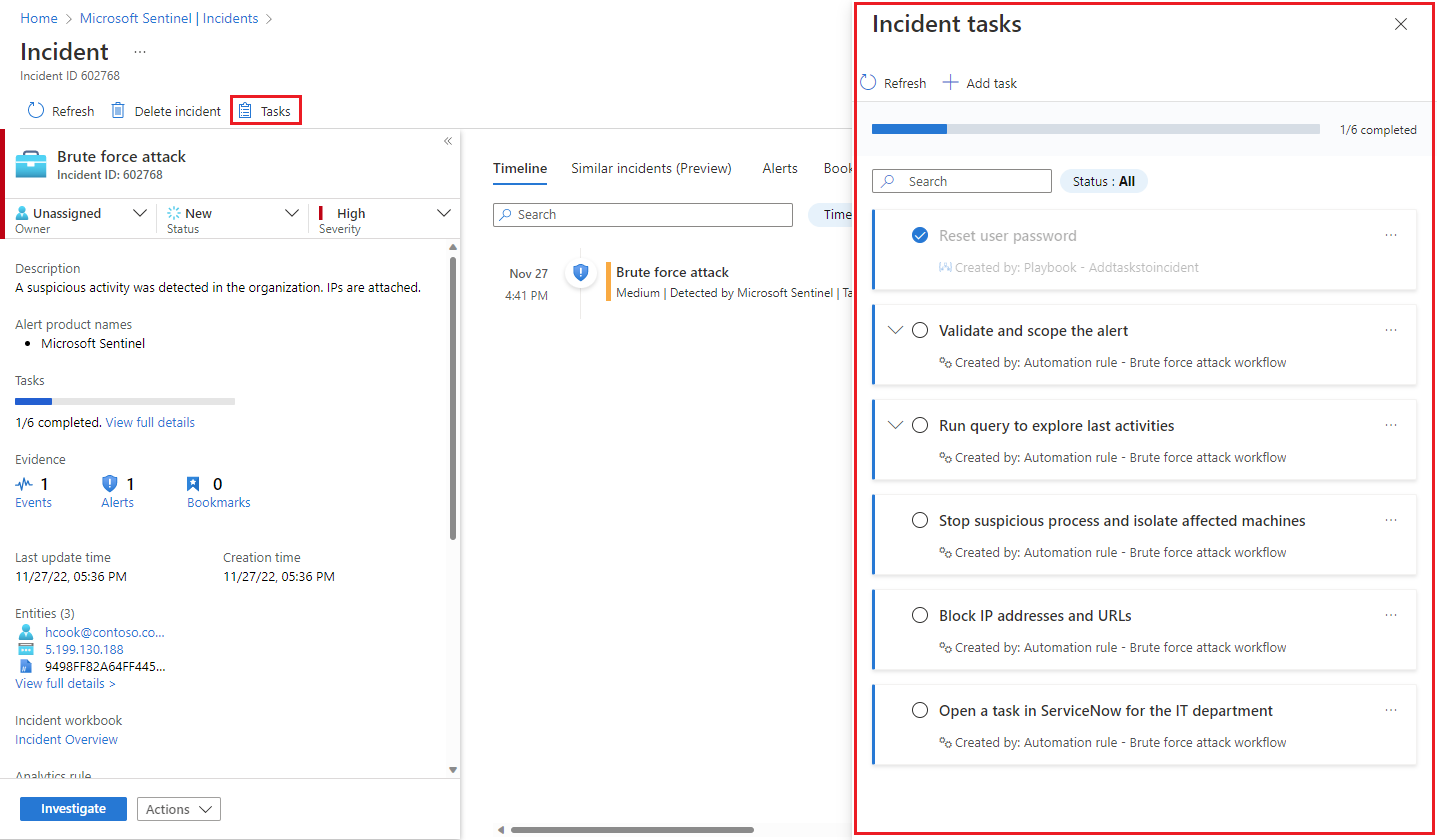 Home > Microsoft Sentinel | Incidents >
Incident ...
Incident ID 602768
Refresh Delete incident Tasks
Brute force attack
Incident ID: 602768
Unassigned
Owner
New
Status
High
Severity
Description
A suspicious activity was detected in the organization. IPs are attached.
Alert product names
• Microsoft Sentinel
Tasks
1/6 completed. View full details
Evidence
1 1 0
Events Alerts Bookmarks
Last update time Creation time
11/27/22, 05:36 PM 11/27/22, 05:36 PM
Entities (3)
hcook@contoso.co...
5.199.130.188
9498FF82A64FF445...
View full details >
Incident workbook
Incident Overview
Analytics rule
Investigate Actions
Timeline Similar incidents (Preview) Alerts Book
Search Time
Nov 27
4:41 PM
Brute force attack
Medium | Detected by Microsoft Sentinel | Ta
Incident tasks
Refresh Add task
1/6 completed
Search Status : All
Reset user password ...
Created by: Playbook - Addtaskstoincident
Validate and scope the alert ...
Created by: Automation rule - Brute force attack workflow
Run query to explore last activities ...
Created by: Automation rule - Brute force attack workflow
Stop suspicious process and isolate affected machines ...
Created by: Automation rule - Brute force attack workflow
Block IP addresses and URLs ...
Created by: Automation rule - Brute force attack workflow
Open a task in ServiceNow for the IT department ...
Created by: Automation rule - Brute force attack workflow